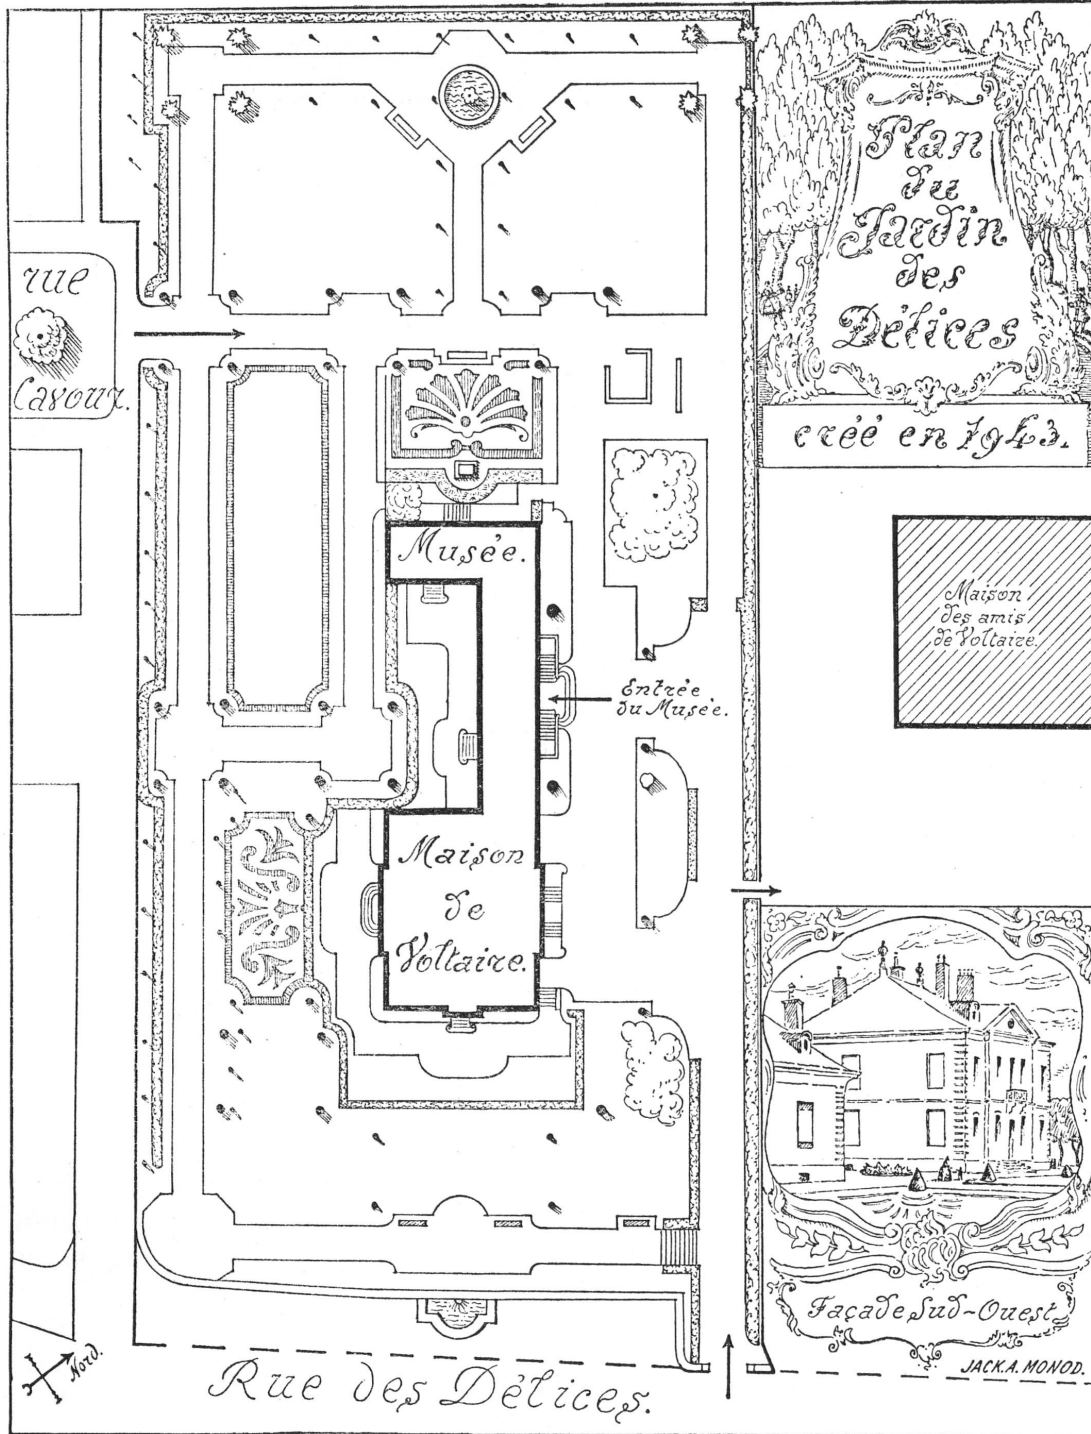 Plan
du
Jardin
des
Délices
créé en 1943.
rue
Cavour.
Musée.
Maison
des amis
de Voltaire.
Entrée
du Musée.
Maison
de
Voltaire.
Façade Sud-Ouest
JACK.A.MONOD.
Nord.
Rue des Délices.